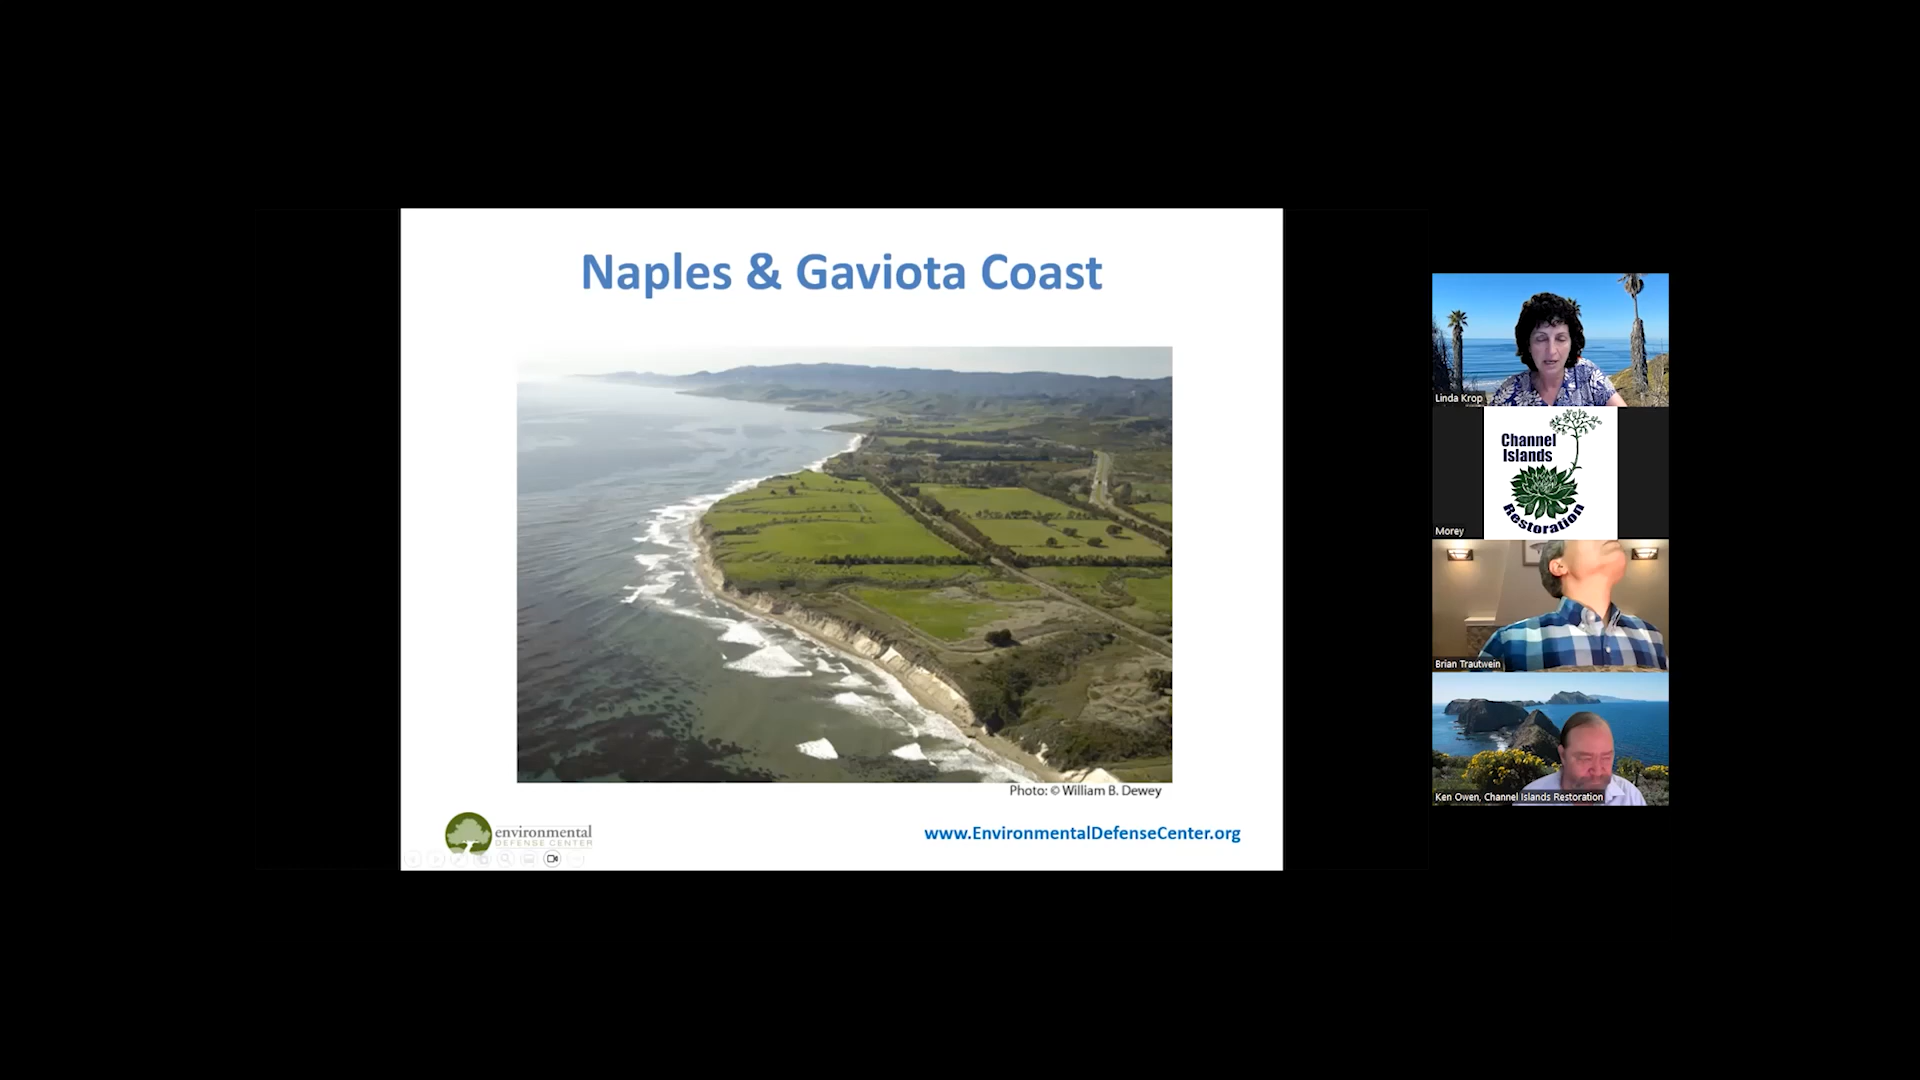 Naples & Gaviota Coast
Photo: © William B. Dewey
environmental
DEFENSE CENTER
www.EnvironmentalDefenseCenter.org
Linda Krop
Channel
Islands
Restoration
Morey
Brian Trautwein
Ken Owen, Channel Islands Restoration